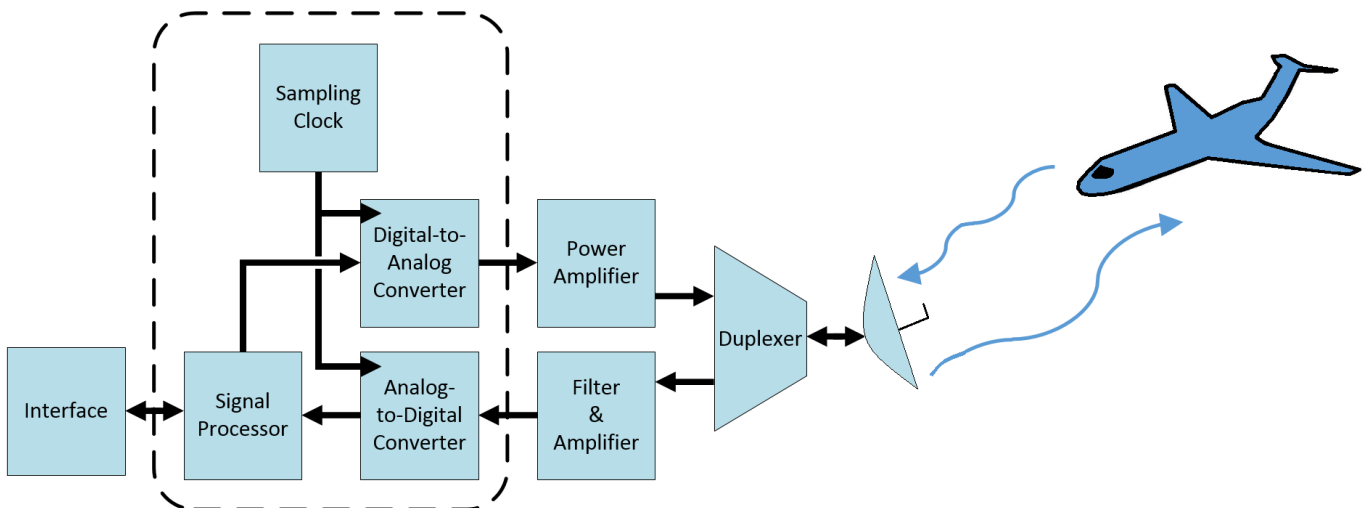 Sampling
Clock
Digital-to-
Analog
Converter
Power
Amplifier
Duplexer
Interface
Signal
Processor
Analog-
to-Digital
Converter
Filter
&
Amplifier